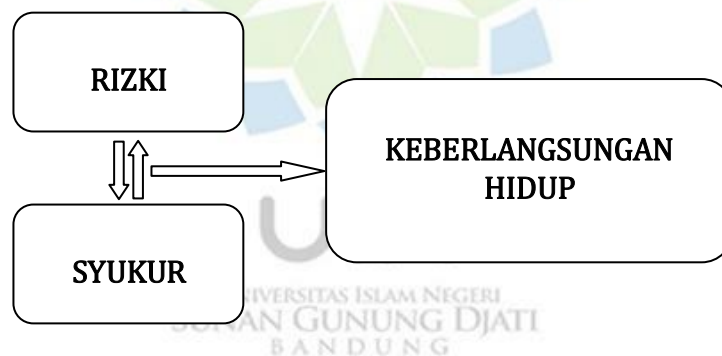 RIZKI
KEBERLANGSUNGAN
HIDUP
SYUKUR
UNIVERSITAS ISLAM NEGERI
SUNAN GUNUNG DJATI
BANDUNG